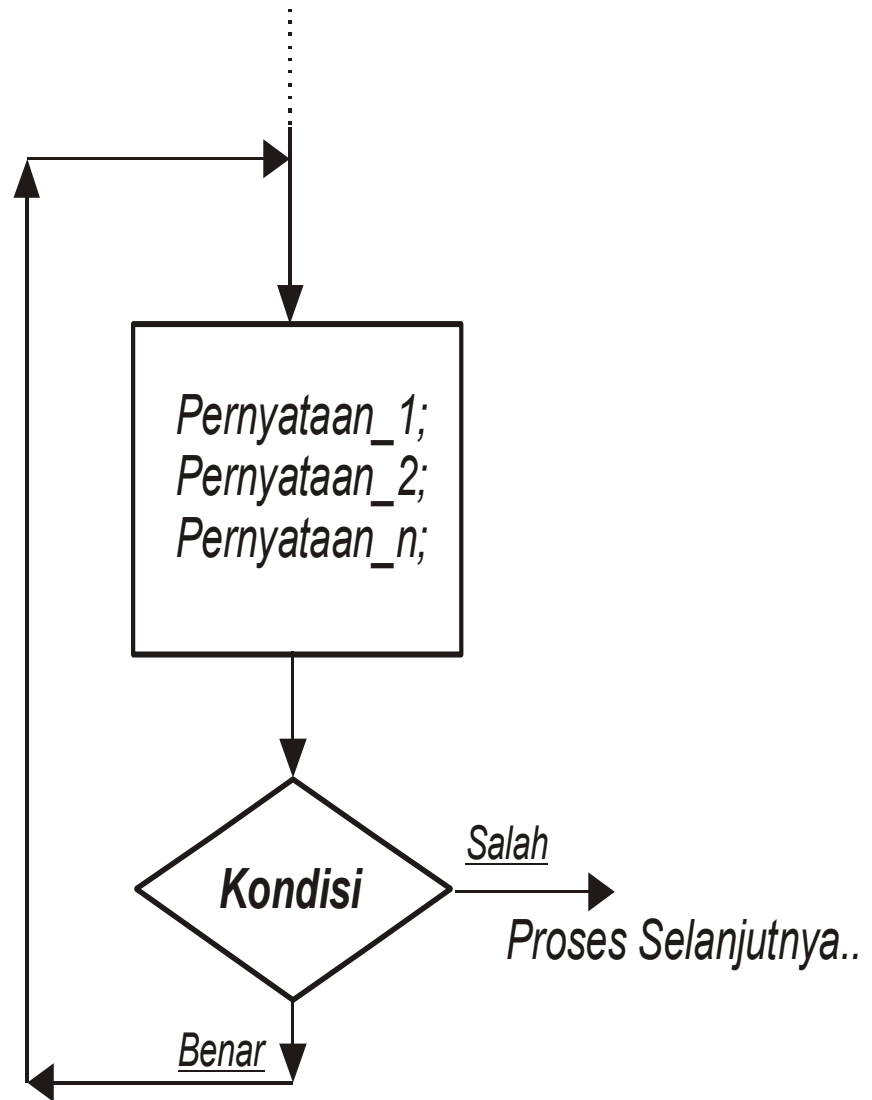 Pernyataan_1;
Pernyataan_2;
Pernyataan_n;
Kondisi
Salah
Proses Selanjutnya..
Benar